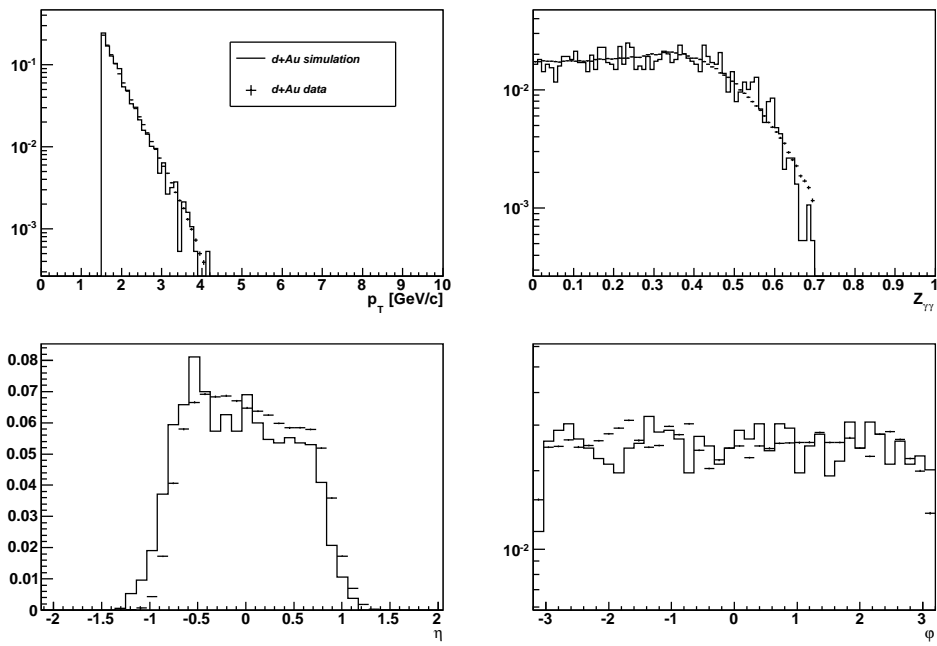 10⁻¹
10⁻²
10⁻³
d+Au simulation
d+Au data
0 1 2 3 4 5 6 7 8 9 10
p_T [GeV/c]
10⁻²
10⁻³
0 0.1 0.2 0.3 0.4 0.5 0.6 0.7 0.8 0.9 1
Z_γγ
0.08
0.07
0.06
0.05
0.04
0.03
0.02
0.01
0
-2 -1.5 -1 -0.5 0 0.5 1 1.5 2
η
10⁻²
-3 -2 -1 0 1 2 3
φ